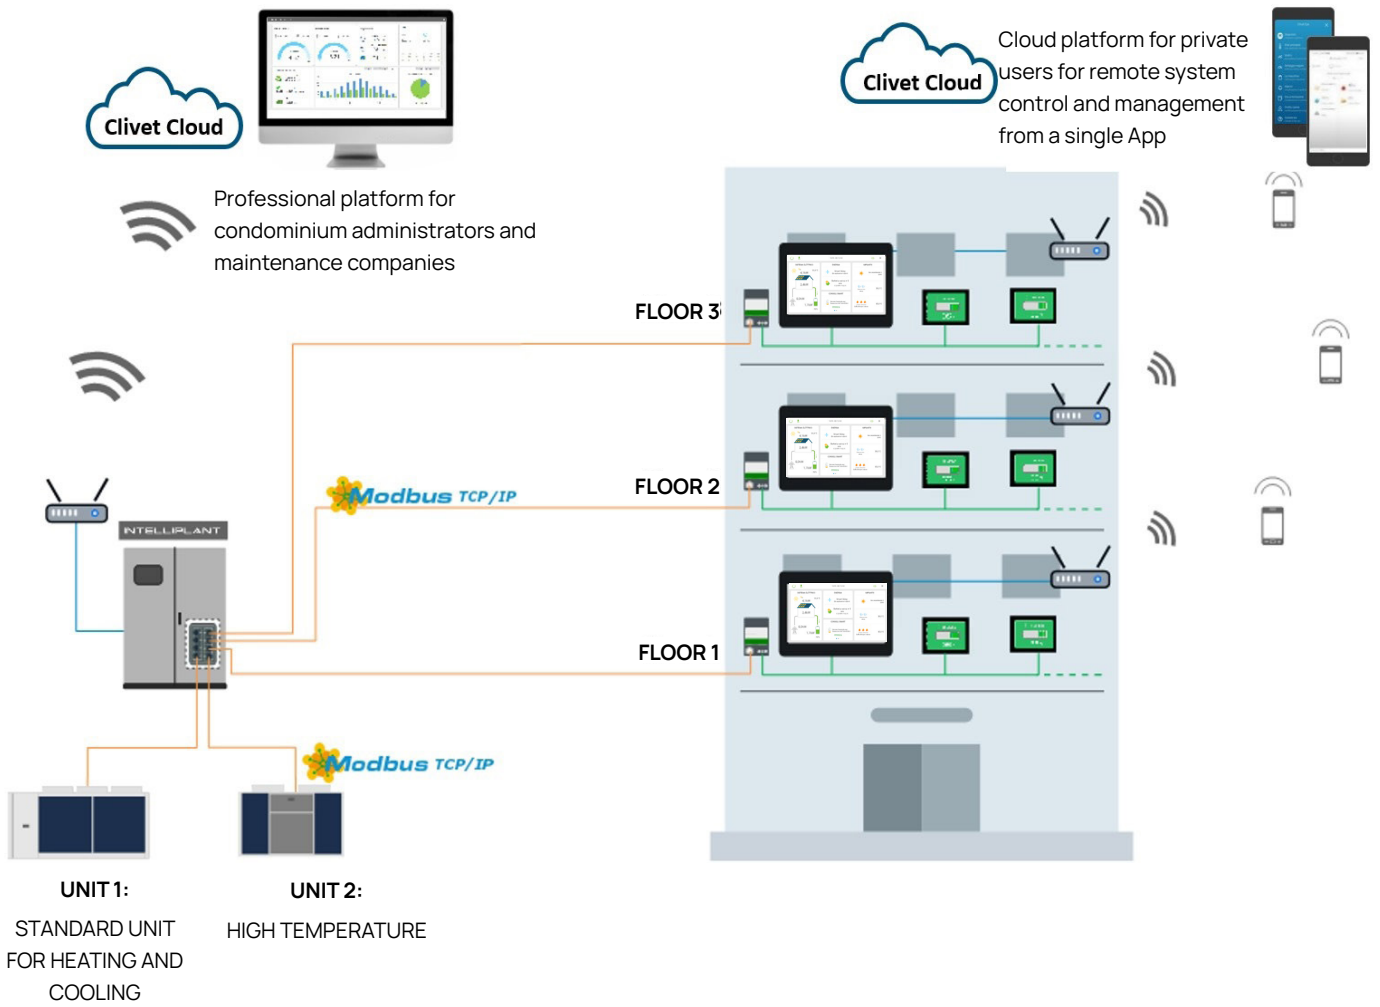 Clivet Cloud
Professional platform for
condominium administrators and
maintenance companies
Clivet Cloud
Cloud platform for private
users for remote system
control and management
from a single App
FLOOR 3
Modbus TCP/IP
FLOOR 2
INTELLIPLANT
FLOOR 1
Modbus TCP/IP
UNIT 1:
STANDARD UNIT
FOR HEATING AND
COOLING
UNIT 2:
HIGH TEMPERATURE